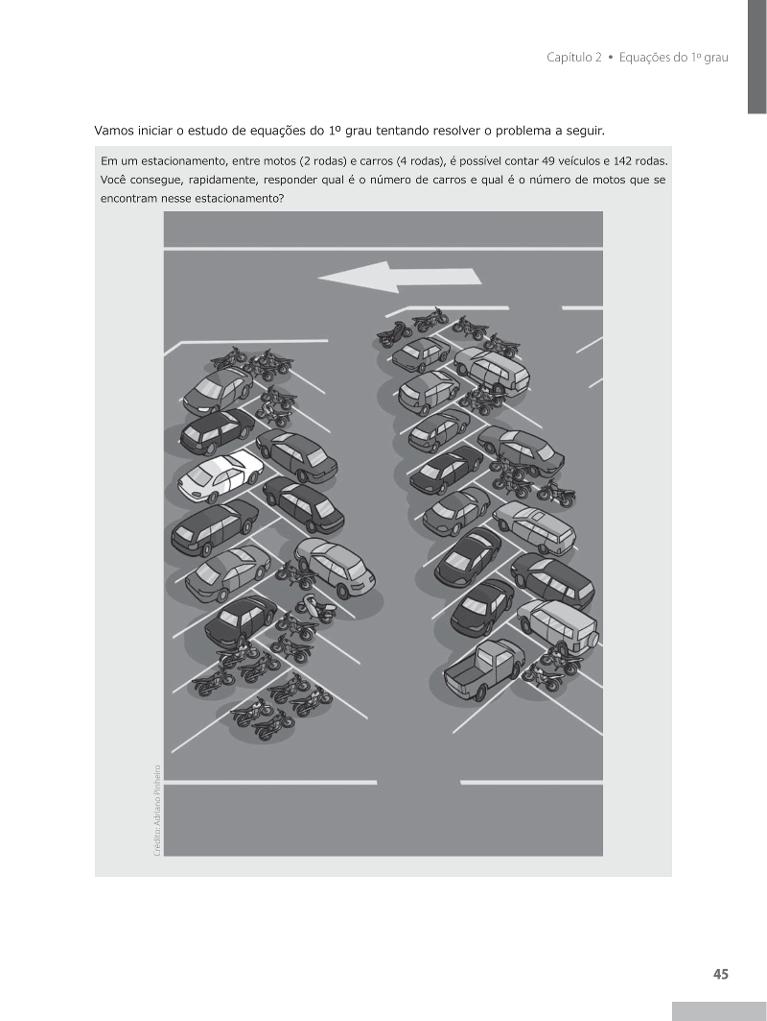 Capítulo 2 • Equações do 1º grau
Vamos iniciar o estudo de equações do 1º grau tentando resolver o problema a seguir.
Em um estacionamento, entre motos (2 rodas) e carros (4 rodas), é possível contar 49 veículos e 142 rodas.
Você consegue, rapidamente, responder qual é o número de carros e qual é o número de motos que se
encontram nesse estacionamento?
Crédito: Adriano Pinheiro
45